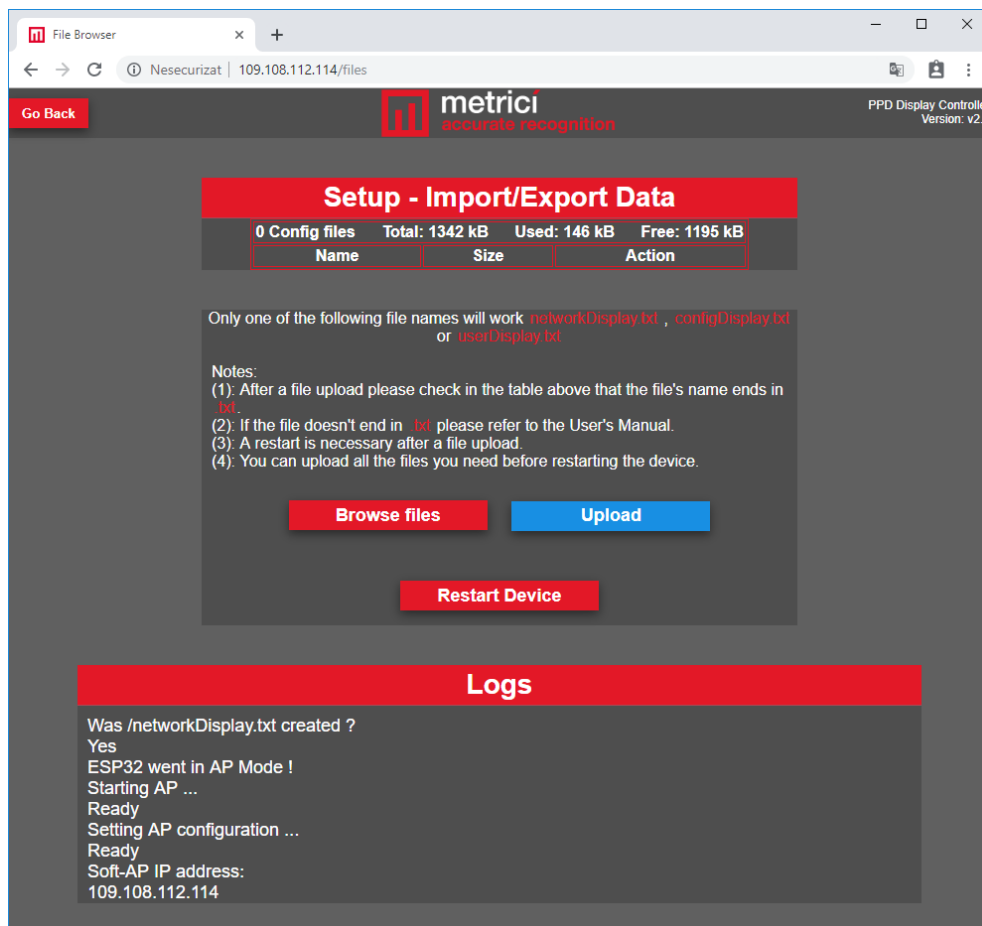 File Browser
Nesecurizat | 109.108.112.114/files
Go Back
metrici
accurate recognition
PPD Display Controlle
Version: v2.
Setup - Import/Export Data
0 Config files Total: 1342 kB Used: 146 kB Free: 1195 kB
Name Size Action
Only one of the following file names will work networkDisplay.txt , configDisplay.txt
or userDisplay.txt
Notes:
(1): After a file upload please check in the table above that the file's name ends in
.txt.
(2): If the file doesn't end in .txt please refer to the User's Manual.
(3): A restart is necessary after a file upload.
(4): You can upload all the files you need before restarting the device.
Browse files Upload
Restart Device
Logs
Was /networkDisplay.txt created ?
Yes
ESP32 went in AP Mode !
Starting AP ...
Ready
Setting AP configuration ...
Ready
Soft-AP IP address:
109.108.112.114